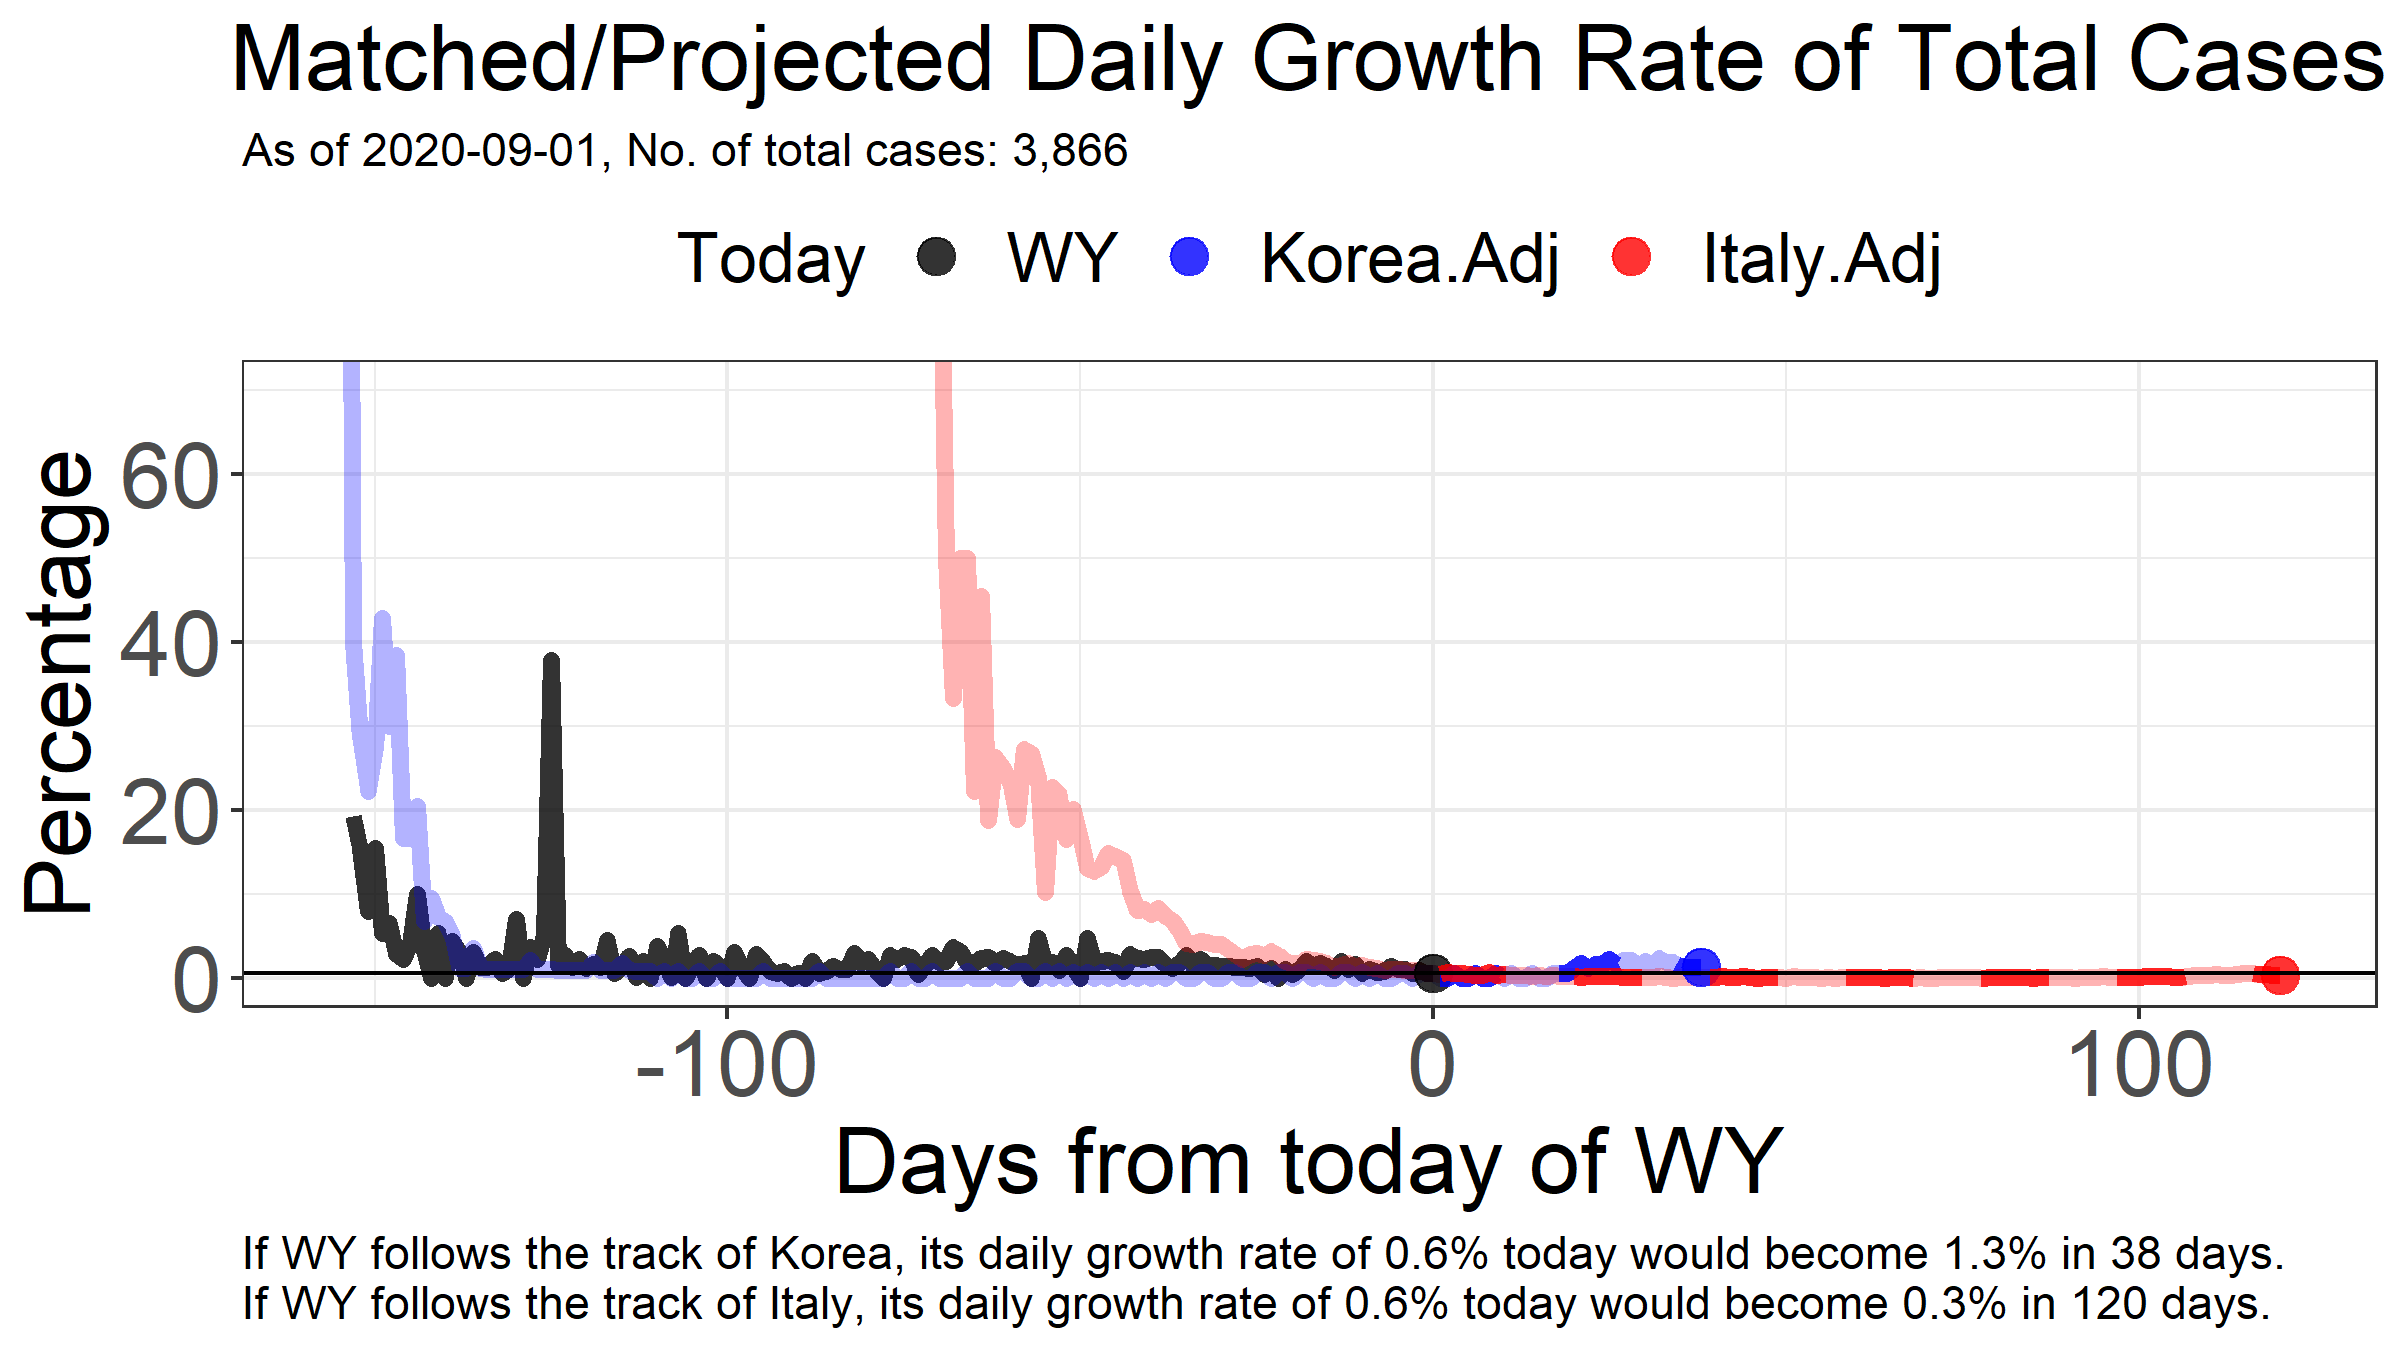 Matched/Projected Daily Growth Rate of Total Cases
As of 2020-09-01, No. of total cases: 3,866
Today WY Korea.Adj Italy.Adj
Percentage
60
40
20
0
-100 0 100
Days from today of WY
If WY follows the track of Korea, its daily growth rate of 0.6% today would become 1.3% in 38 days.
If WY follows the track of Italy, its daily growth rate of 0.6% today would become 0.3% in 120 days.